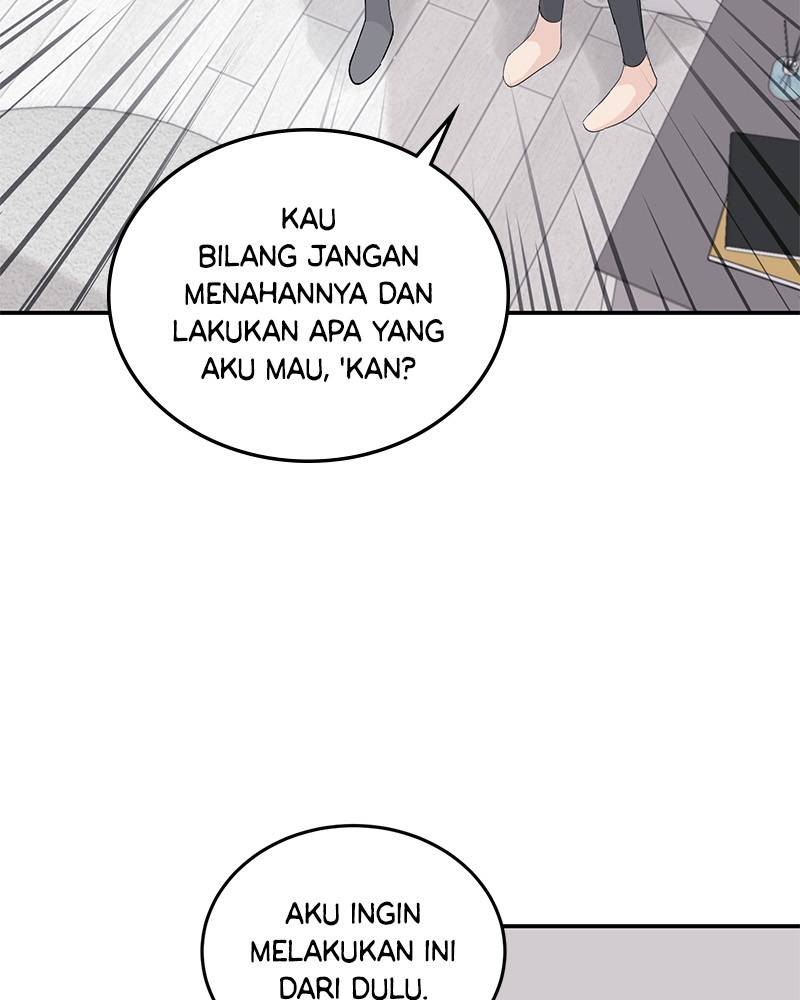 KAU
BILANG JANGAN
MENAHANNYA DAN
LAKUKAN APA YANG
AKU MAU, 'KAN?
AKU INGIN
MELAKUKAN INI
DARI DULU.